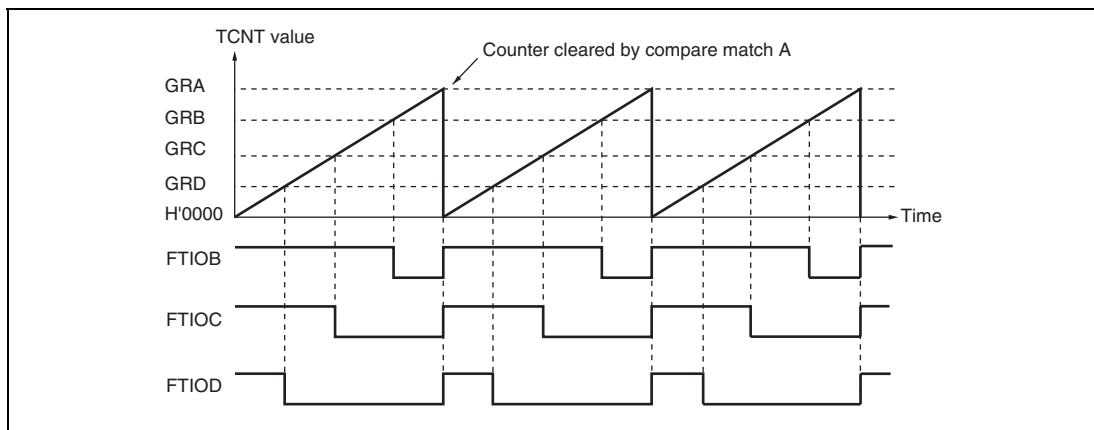 TCNT value
Counter cleared by compare match A
GRA
GRB
GRC
GRD
H'0000
Time
FTIOB
FTIOC
FTIOD